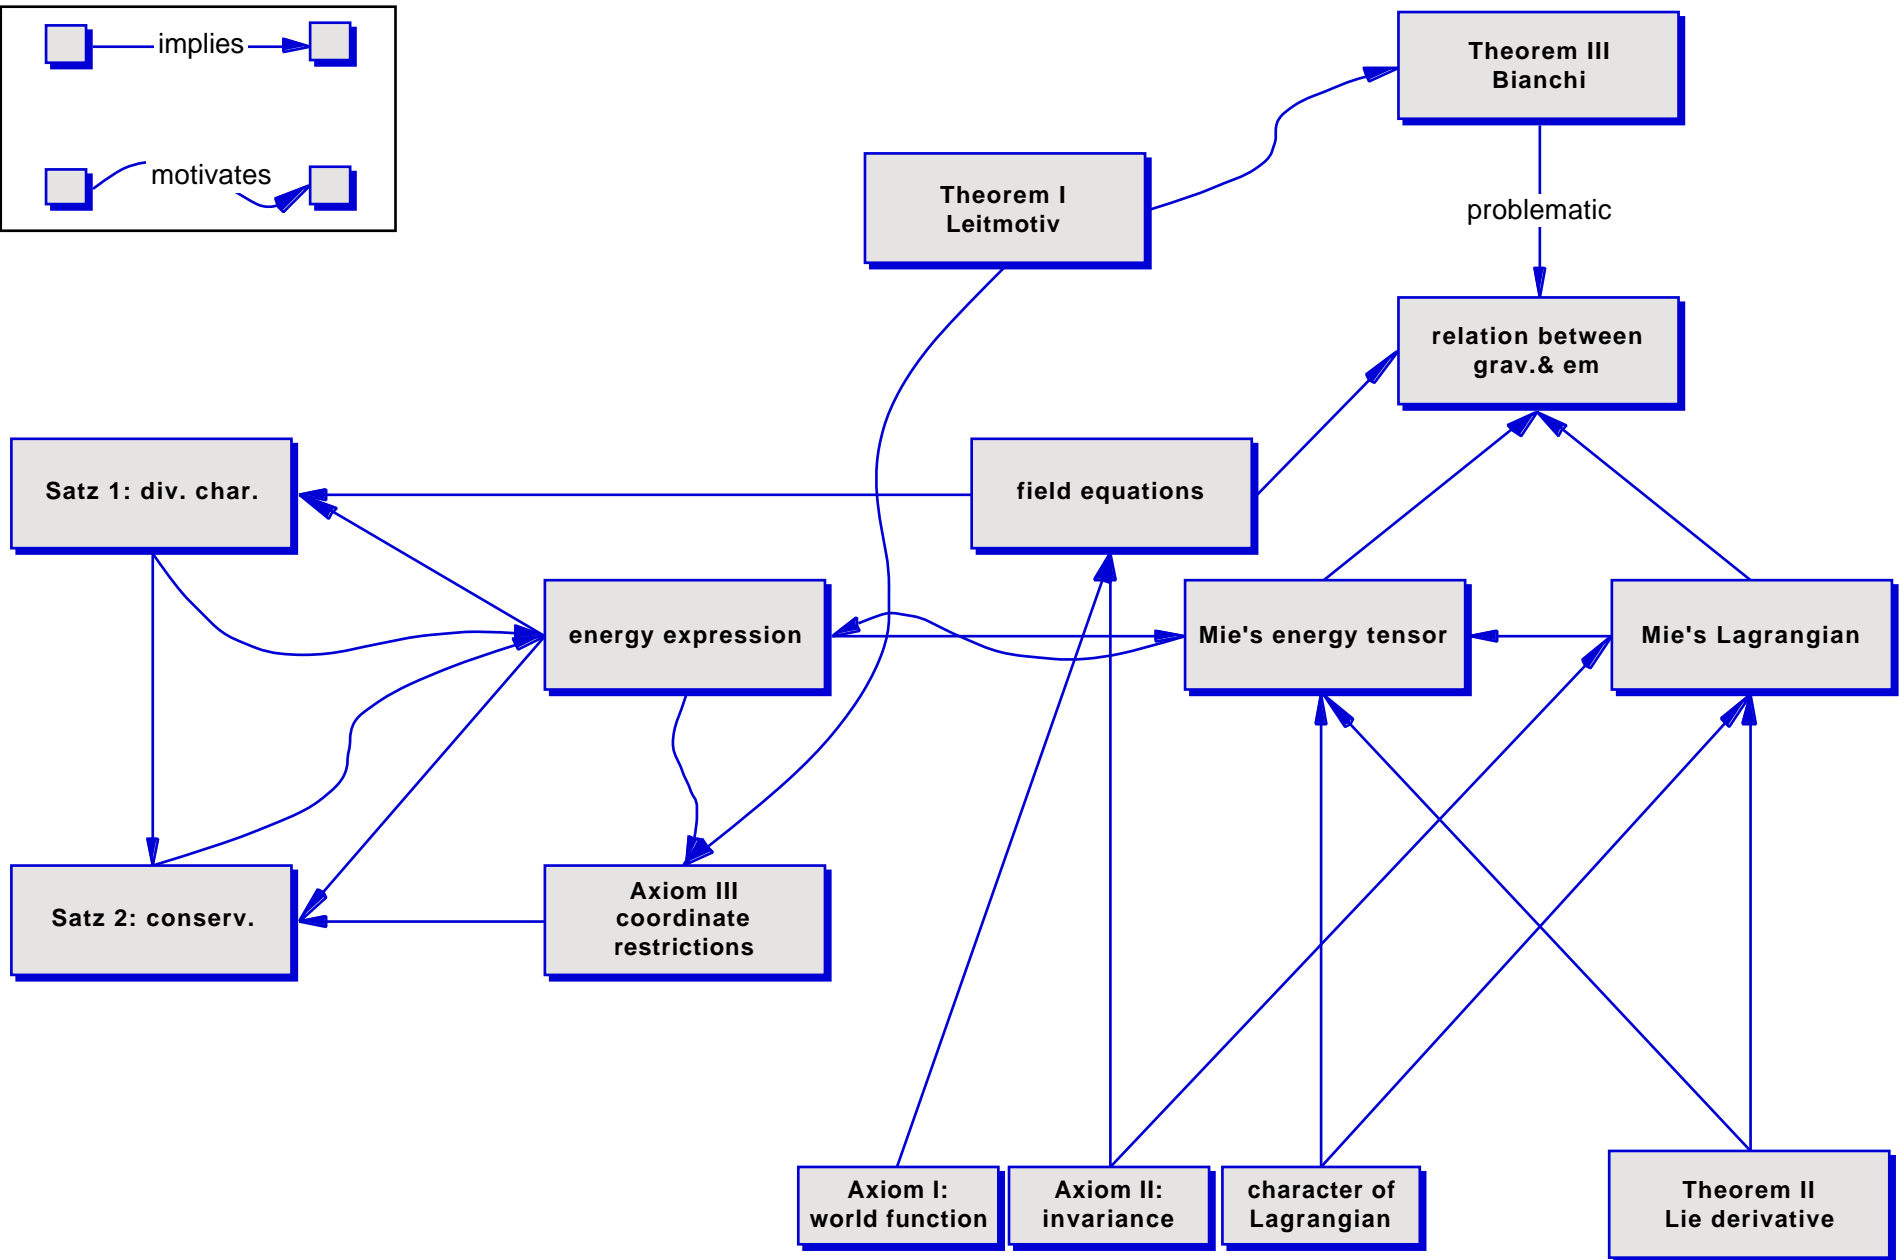 implies
motivates
Theorem III
Bianchi
Theorem I
Leitmotiv
problematic
relation between
grav.& em
Satz 1: div. char.
field equations
energy expression
Mie's energy tensor
Mie's Lagrangian
Satz 2: conserv.
Axiom III
coordinate
restrictions
Axiom I:
world function
Axiom II:
invariance
character of
Lagrangian
Theorem II
Lie derivative